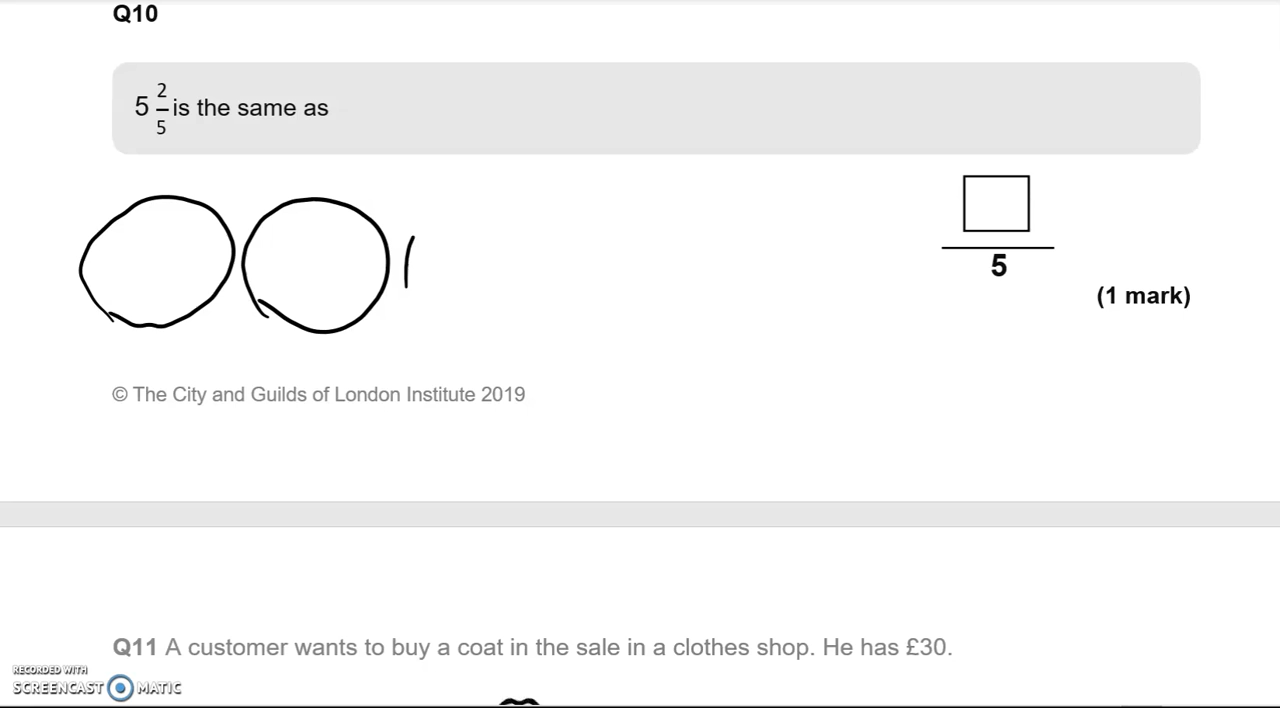 Q10
5 2/5 is the same as
5
(1 mark)
© The City and Guilds of London Institute 2019
Q11 A customer wants to buy a coat in the sale in a clothes shop. He has £30.
RECORDED WITH
SCREENCAST MATIC